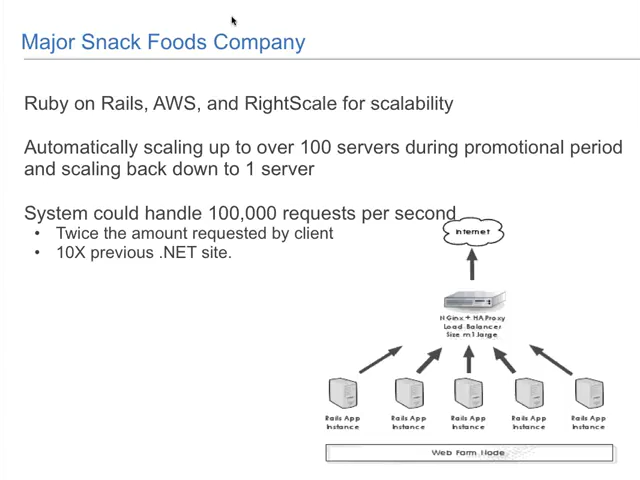 Major Snack Foods Company
Ruby on Rails, AWS, and RightScale for scalability
Automatically scaling up to over 100 servers during promotional period
and scaling back down to 1 server
System could handle 100,000 requests per second
• Twice the amount requested by client
• 10X previous .NET site.
Internet
NGinx + HAProxy
Load Balancer
Size m1.large
Rails App Instance
Rails App Instance
Rails App Instance
Rails App Instance
Rails App Instance
Web Farm Node